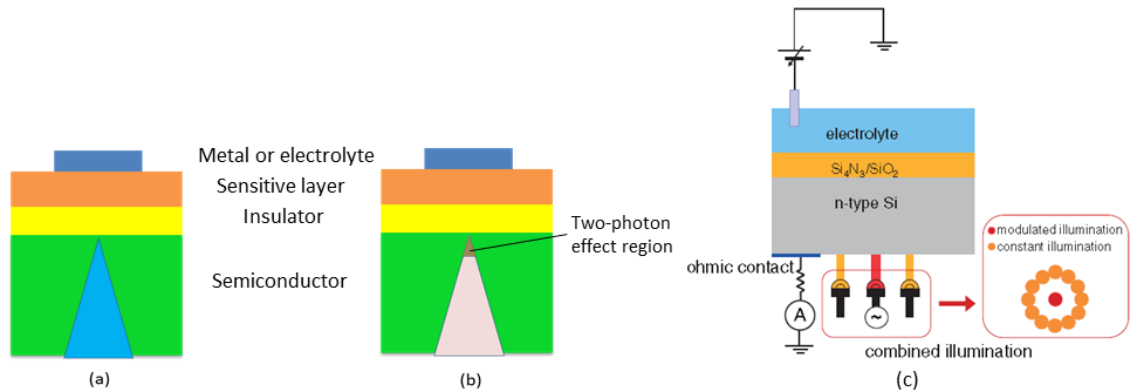 Metal or electrolyte
Sensitive layer
Insulator
Semiconductor
(a)
Two-photon
effect region
(b)
electrolyte
Si₄N₃/SiO₂
n-type Si
ohmic contact
A
~
combined illumination
modulated illumination
constant illumination
(c)